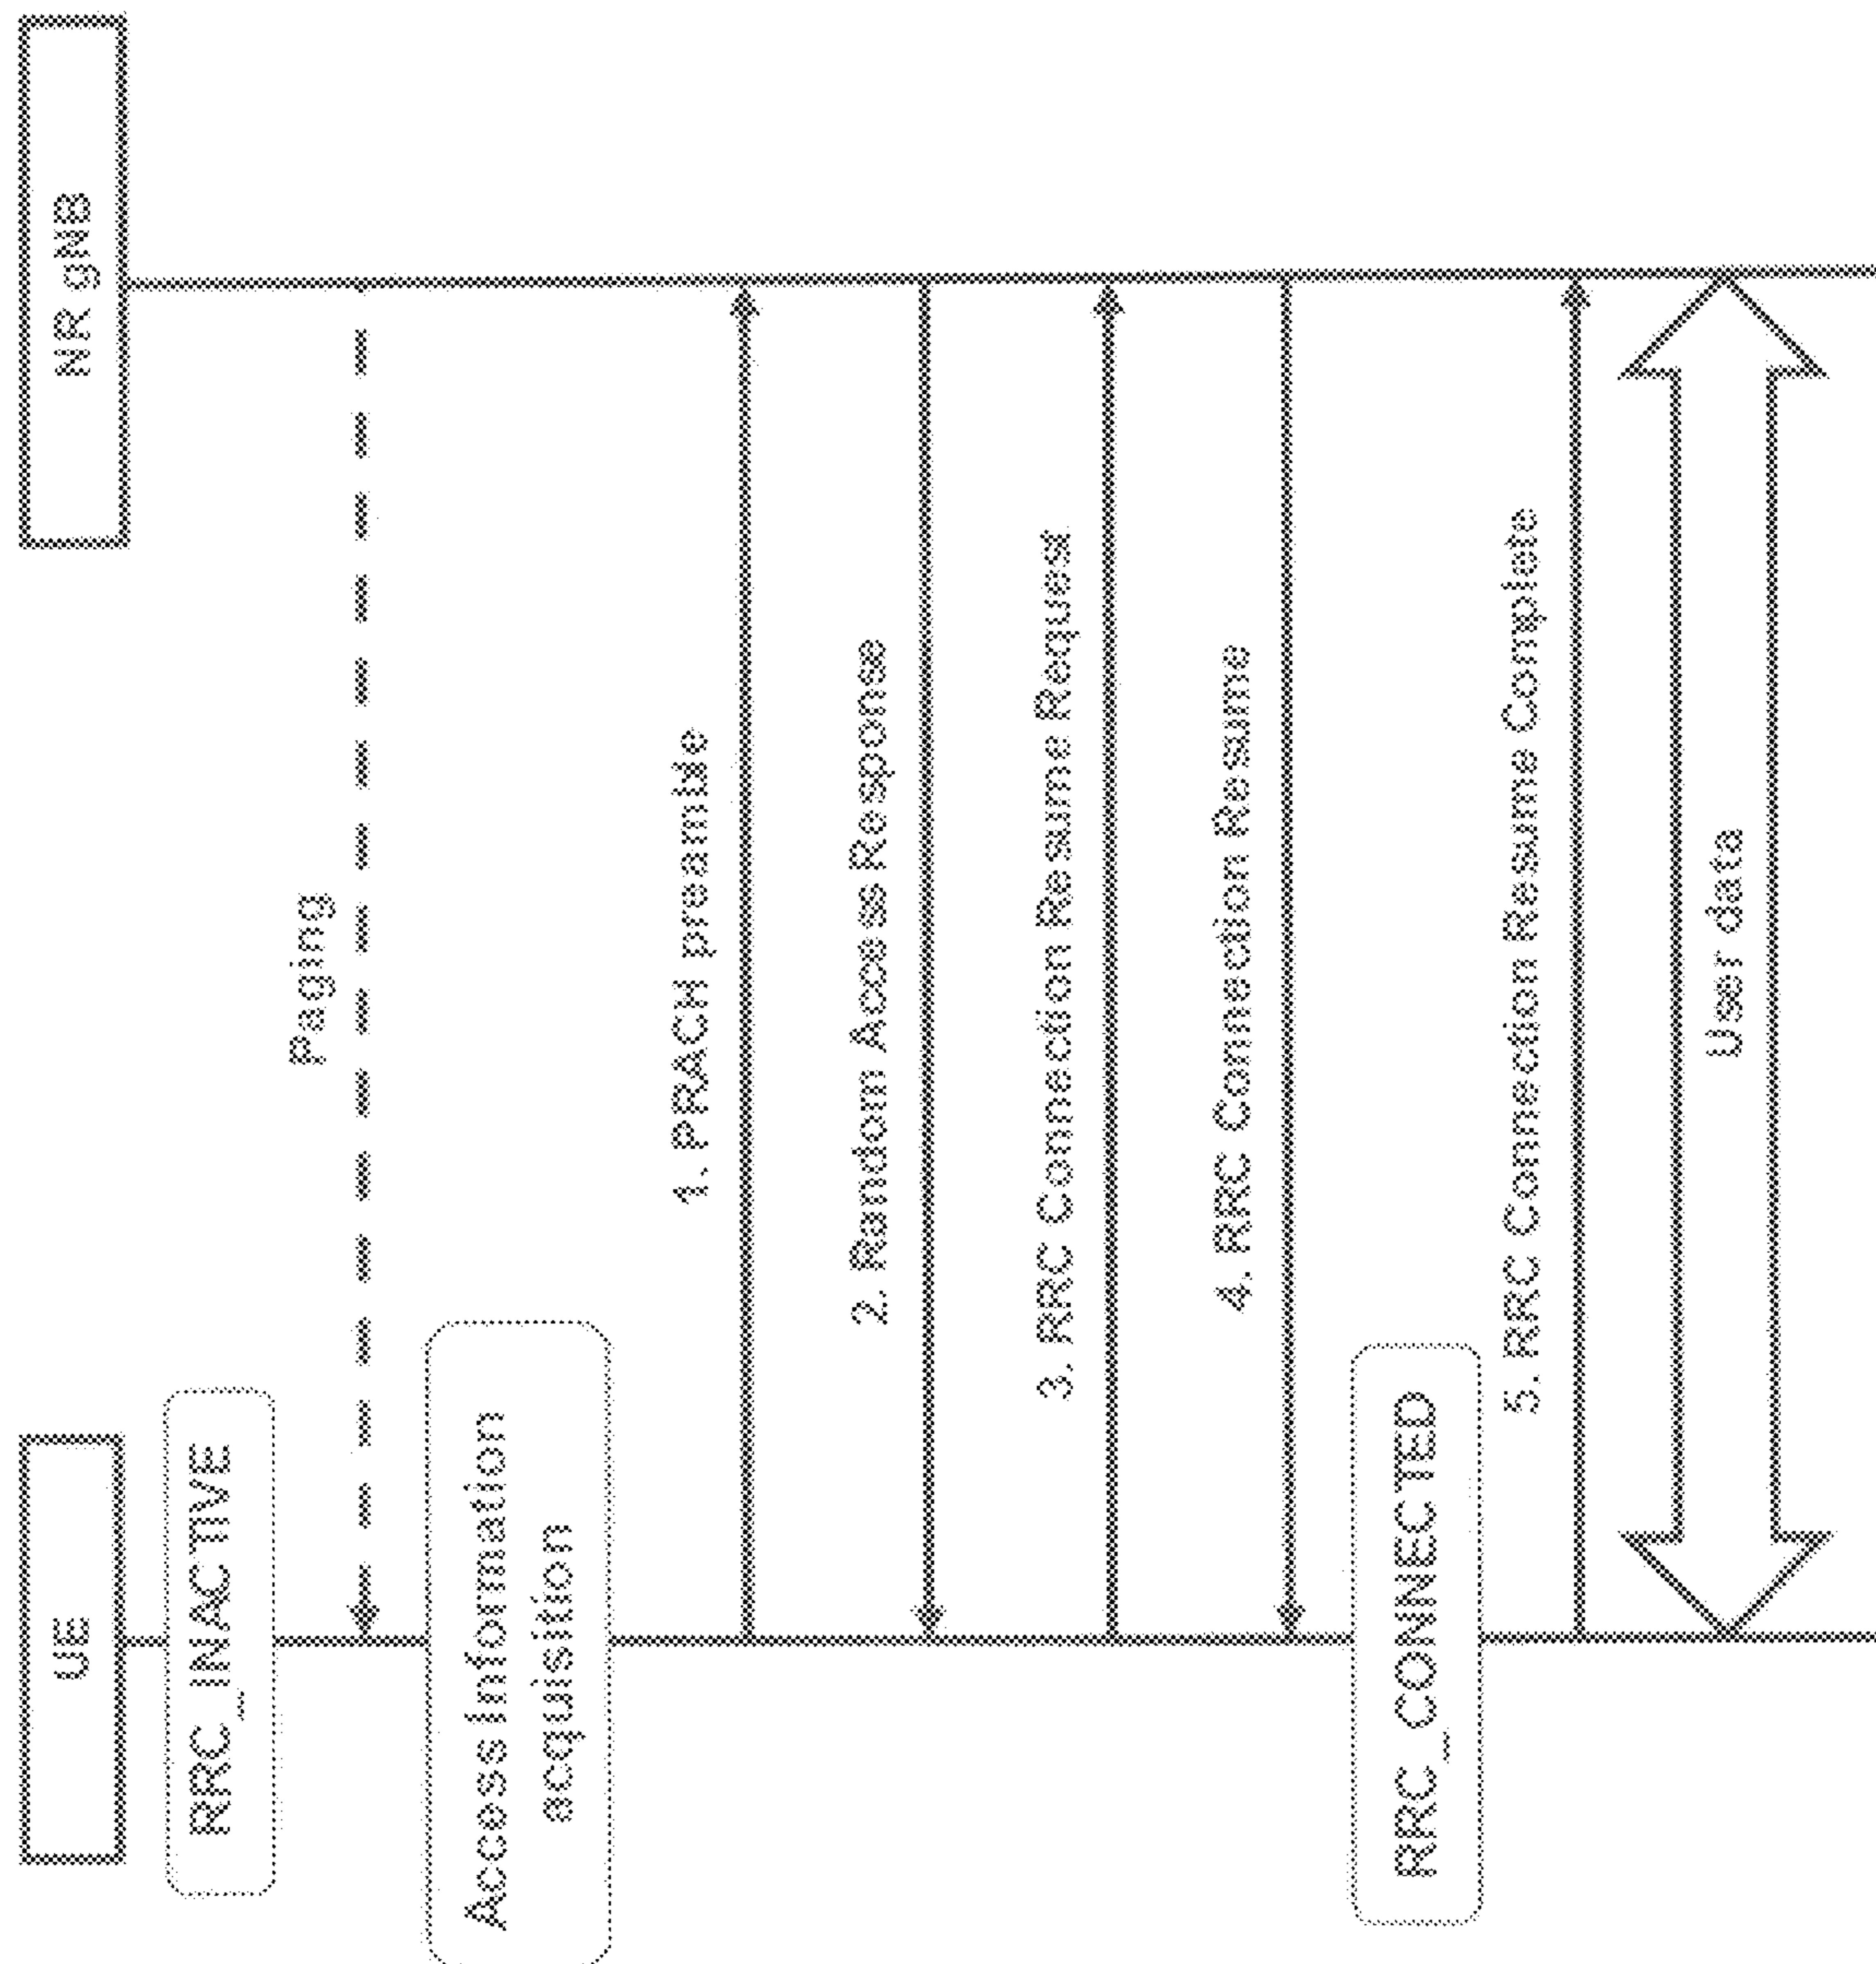 UE
NR gNB
RRC_INACTIVE
Paging
Access Information
acquisition
1. PRACH preamble
2. Random Access Response
3. RRC Connection Resume Request
4. RRC Connection Resume
RRC_CONNECTED
5. RRC Connection Resume Complete
User data